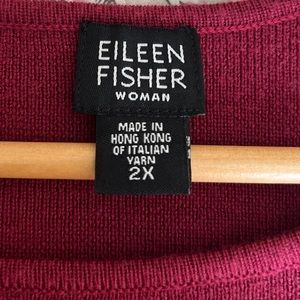 EILEEN
FISHER
WOMAN
MADE IN
HONG KONG
OF ITALIAN
YARN
2X